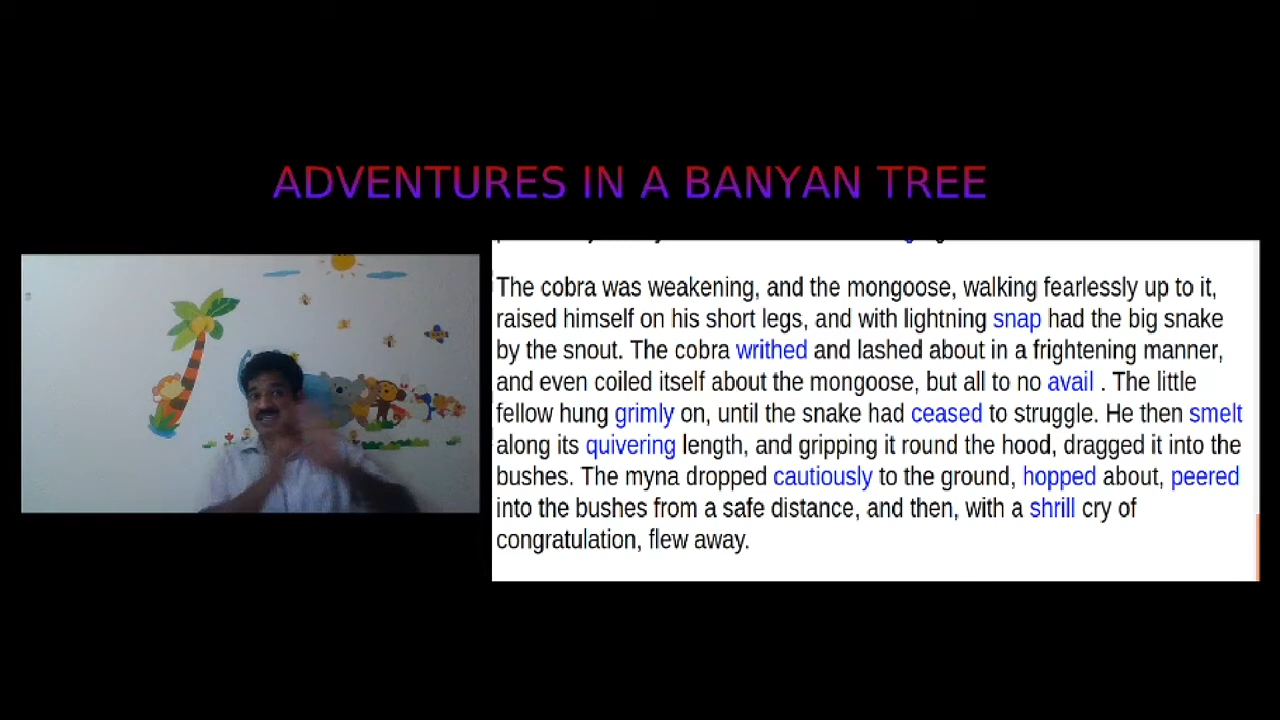 ADVENTURES IN A BANYAN TREE
The cobra was weakening, and the mongoose, walking fearlessly up to it,
raised himself on his short legs, and with lightning snap had the big snake
by the snout. The cobra writhed and lashed about in a frightening manner,
and even coiled itself about the mongoose, but all to no avail . The little
fellow hung grimly on, until the snake had ceased to struggle. He then smelt
along its quivering length, and gripping it round the hood, dragged it into the
bushes. The myna dropped cautiously to the ground, hopped about, peered
into the bushes from a safe distance, and then, with a shrill cry of
congratulation, flew away.